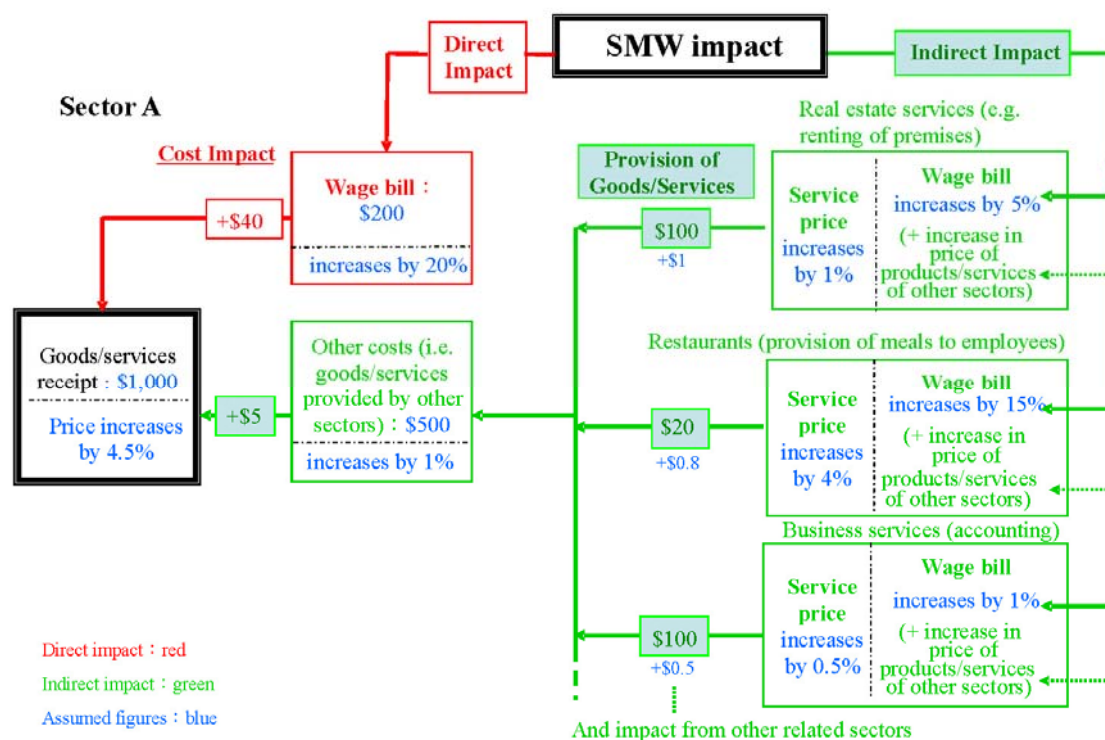 SMW impact
Direct
Impact
Indirect Impact
Sector A
Cost Impact
Wage bill：
$200
increases by 20%
+$40
Goods/services
receipt：$1,000
Price increases
by 4.5%
+$5
Other costs (i.e.
goods/services
provided by other
sectors)：$500
increases by 1%
Provision of
Goods/Services
Real estate services (e.g.
renting of premises)
$100
+$1
Service
price
increases
by 1%
Wage bill
increases by 5%
(+ increase in
price of
products/services
of other sectors)
Restaurants (provision of meals to employees)
$20
+$0.8
Service
price
increases
by 4%
Wage bill
increases by 15%
(+ increase in
price of
products/services
of other sectors)
Business services (accounting)
$100
+$0.5
Service
price
increases
by 0.5%
Wage bill
increases by 1%
(+ increase in
price of
products/services
of other sectors)
And impact from other related sectors
Direct impact：red
Indirect impact：green
Assumed figures：blue